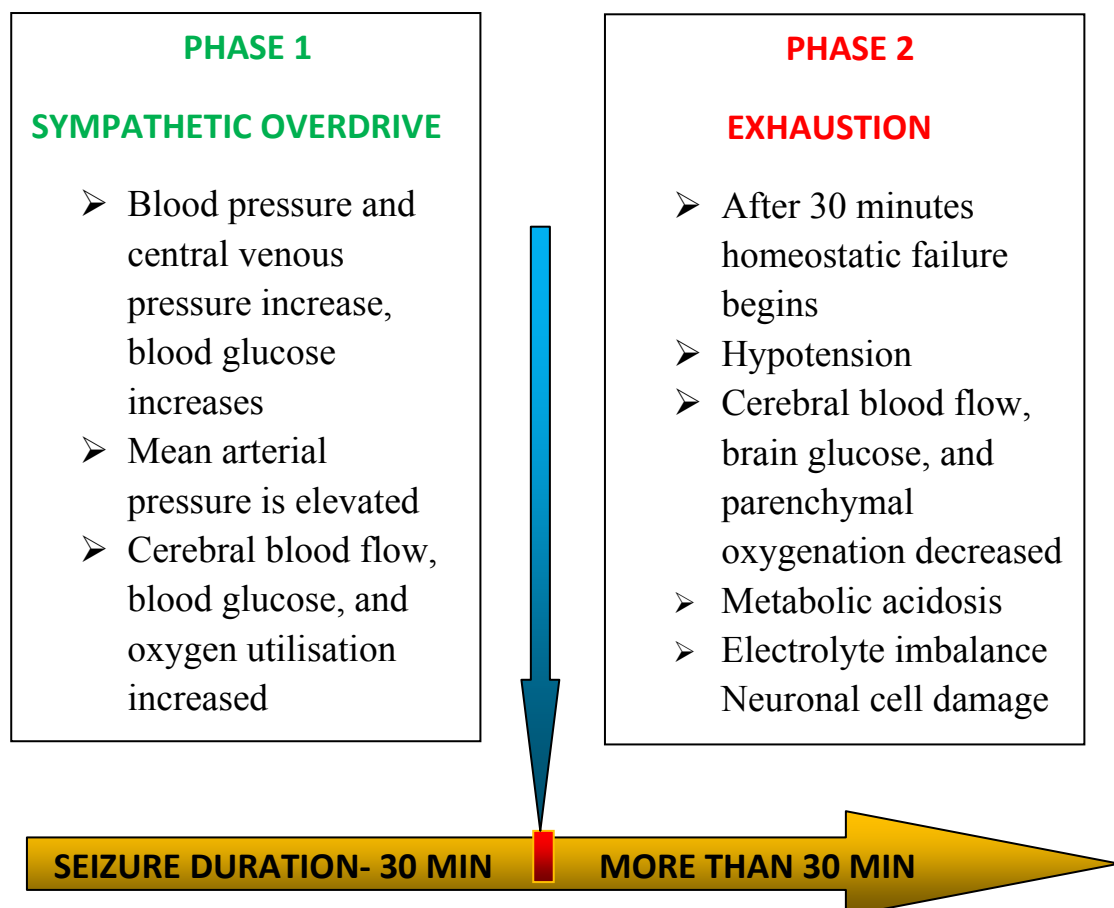 PHASE 1
SYMPATHETIC OVERDRIVE
➢ Blood pressure and
central venous
pressure increase,
blood glucose
increases
➢ Mean arterial
pressure is elevated
➢ Cerebral blood flow,
blood glucose, and
oxygen utilisation
increased
PHASE 2
EXHAUSTION
➢ After 30 minutes
homeostatic failure
begins
➢ Hypotension
➢ Cerebral blood flow,
brain glucose, and
parenchymal
oxygenation decreased
➢ Metabolic acidosis
➢ Electrolyte imbalance
Neuronal cell damage
SEIZURE DURATION- 30 MIN
MORE THAN 30 MIN